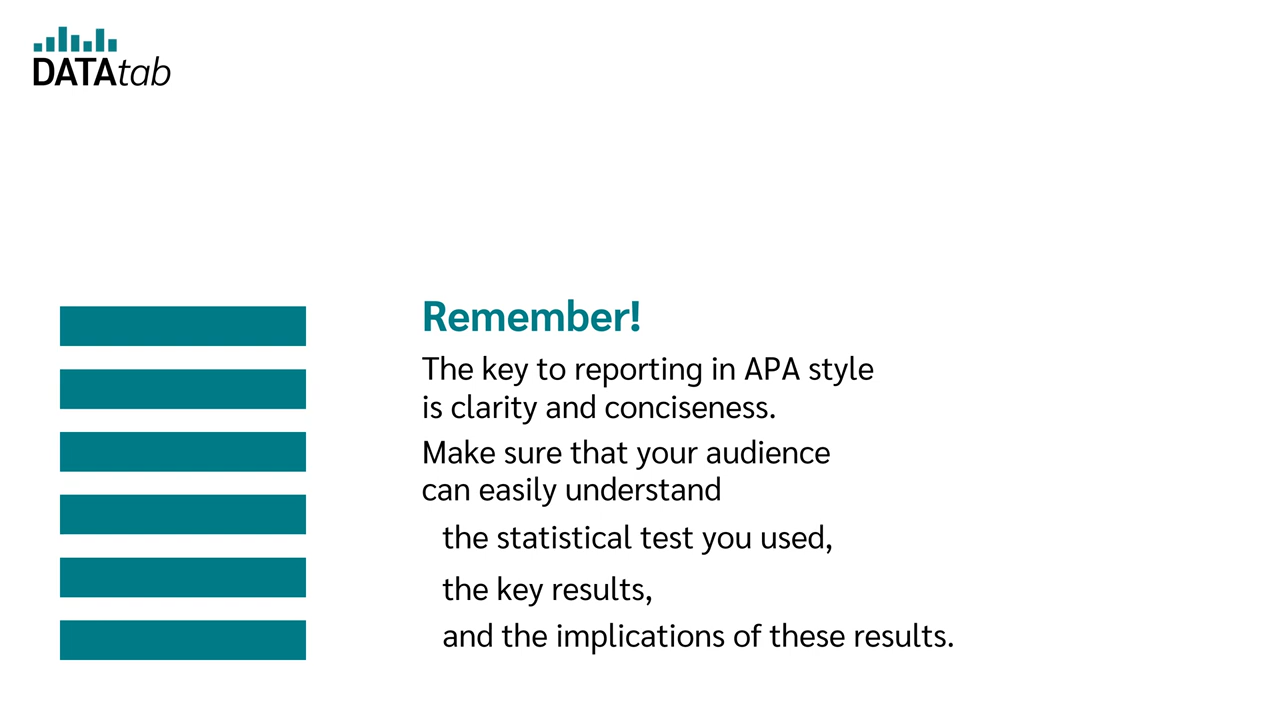 DATAtab
Remember!
The key to reporting in APA style
is clarity and conciseness.
Make sure that your audience
can easily understand
the statistical test you used,
the key results,
and the implications of these results.